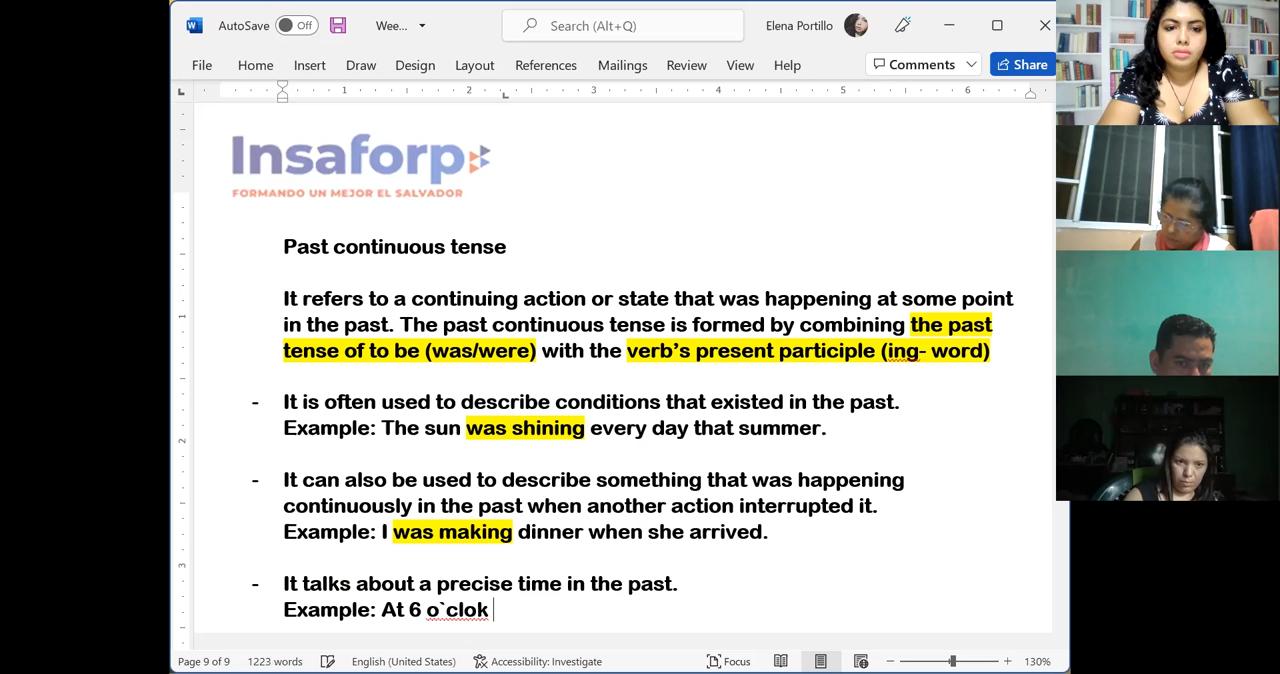 AutoSave Off Wee... Search (Alt+Q) Elena Portillo
File Home Insert Draw Design Layout References Mailings Review View Help Comments Share
1 2 3 4 5 6
Insaforp
FORMANDO UN MEJOR EL SALVADOR
Past continuous tense
It refers to a continuing action or state that was happening at some point
in the past. The past continuous tense is formed by combining the past
tense of to be (was/were) with the verb’s present participle (ing- word)
- It is often used to describe conditions that existed in the past.
Example: The sun was shining every day that summer.
- It can also be used to describe something that was happening
continuously in the past when another action interrupted it.
Example: I was making dinner when she arrived.
- It talks about a precise time in the past.
Example: At 6 o`clok
Page 9 of 9 1223 words English (United States) Accessibility: Investigate Focus 130%